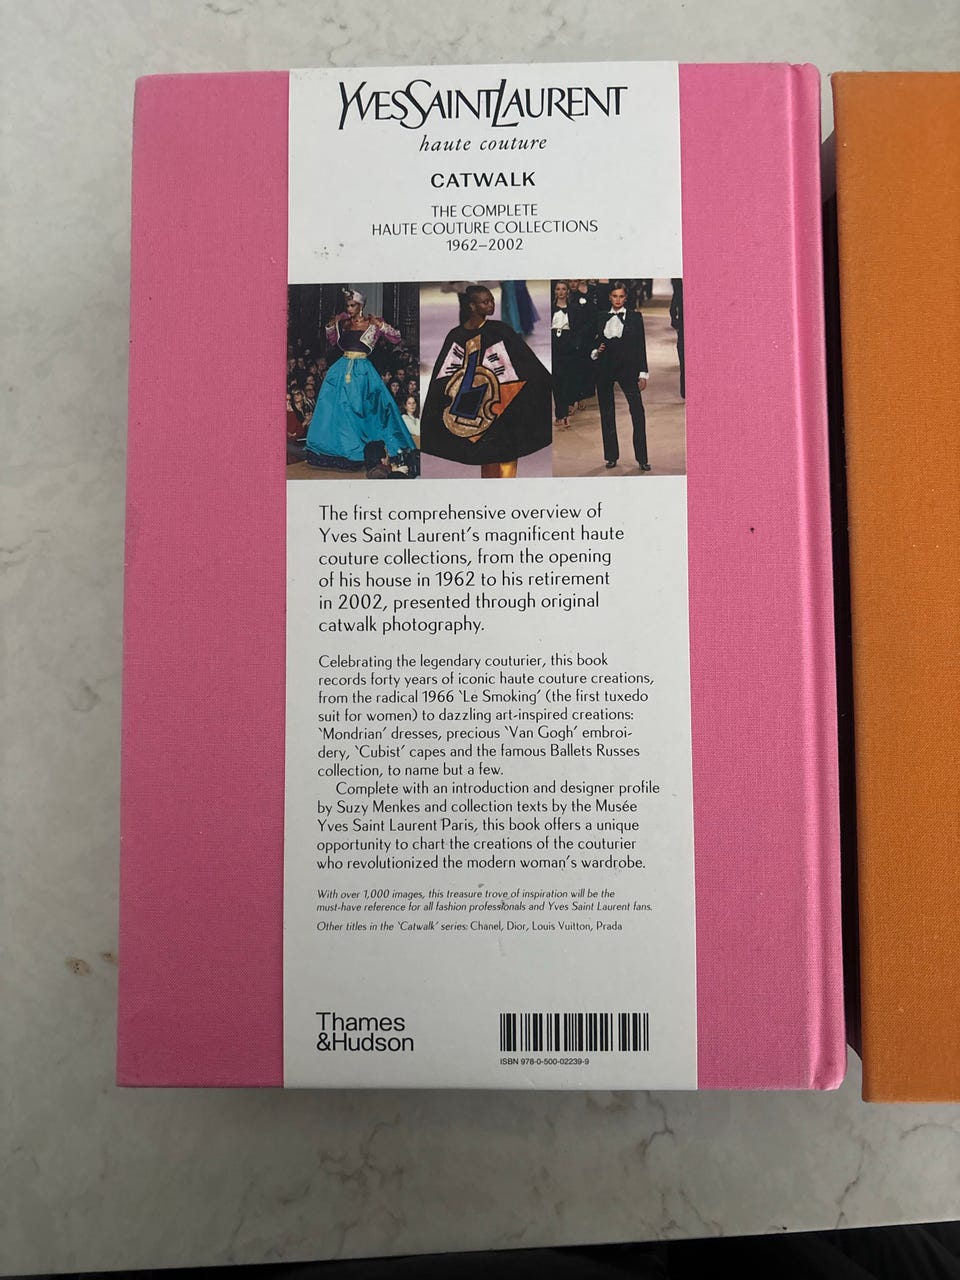 YVESSAINTLAURENT
haute couture
CATWALK
THE COMPLETE
HAUTE COUTURE COLLECTIONS
1962–2002
The first comprehensive overview of
Yves Saint Laurent's magnificent haute
couture collections, from the opening
of his house in 1962 to his retirement
in 2002, presented through original
catwalk photography.
Celebrating the legendary couturier, this book
records forty years of iconic haute couture creations,
from the radical 1966 ‛Le Smoking’ (the first tuxedo
suit for women) to dazzling art-inspired creations:
‛Mondrian’ dresses, precious ‛Van Gogh’ embroi-
dery, ‛Cubist’ capes and the famous Ballets Russes
collection, to name but a few.
Complete with an introduction and designer profile
by Suzy Menkes and collection texts by the Musée
Yves Saint Laurent Paris, this book offers a unique
opportunity to chart the creations of the couturier
who revolutionized the modern woman's wardrobe.
With over 1,000 images, this treasure trove of inspiration will be the
must-have reference for all fashion professionals and Yves Saint Laurent fans.
Other titles in the ‛Catwalk’ series: Chanel, Dior, Louis Vuitton, Prada
Thames
&Hudson
ISBN 978-0-500-02239-9